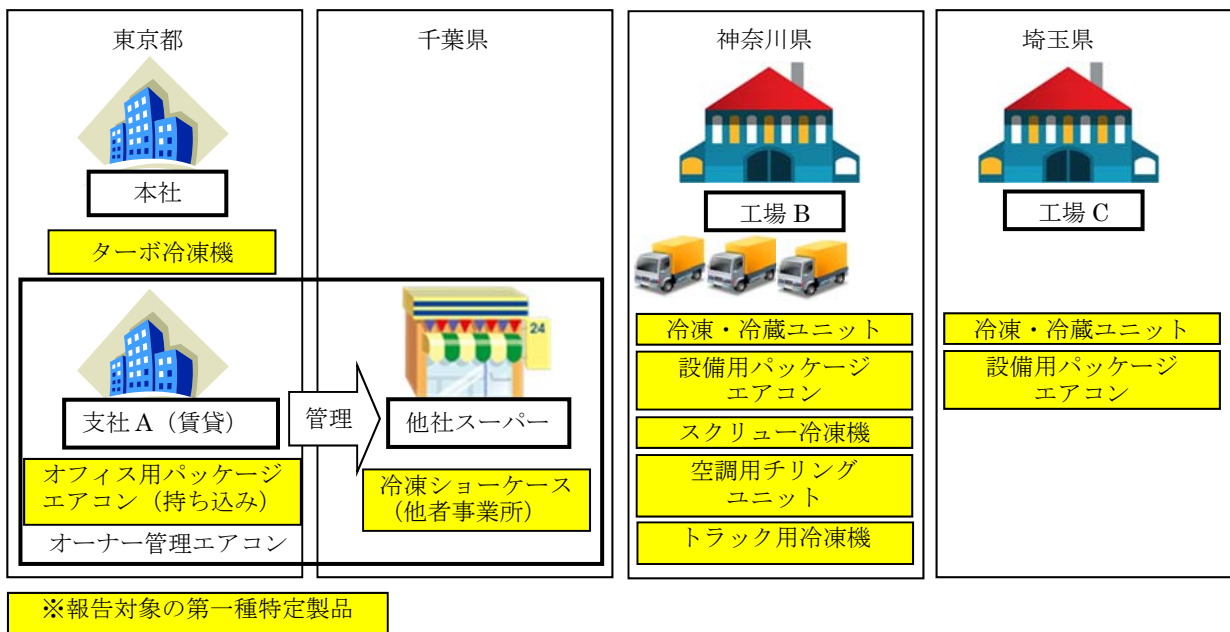 東京都
本社
ターボ冷凍機
支社 A（賃貸）
オフィス用パッケージ
エアコン（持ち込み）
オーナー管理エアコン
管理
千葉県
24
他社スーパー
冷凍ショーケース
（他者事業所）
神奈川県
工場 B
冷凍・冷蔵ユニット
設備用パッケージ
エアコン
スクリュー冷凍機
空調用チリング
ユニット
トラック用冷凍機
埼玉県
工場 C
冷凍・冷蔵ユニット
設備用パッケージ
エアコン
※報告対象の第一種特定製品